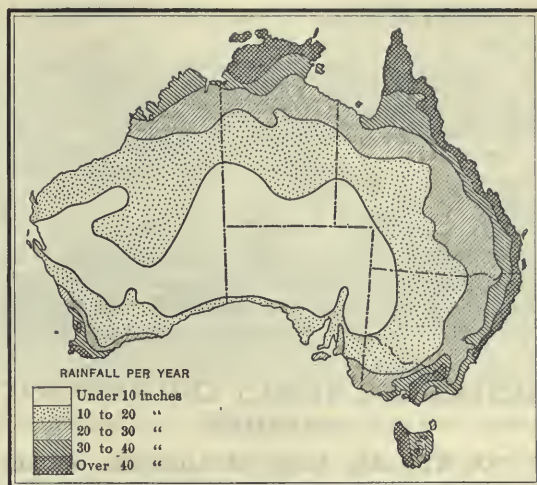 RAINFALL PER YEAR
Under 10 inches
10 to 20 “
20 to 30 “
30 to 40 “
Over 40 “